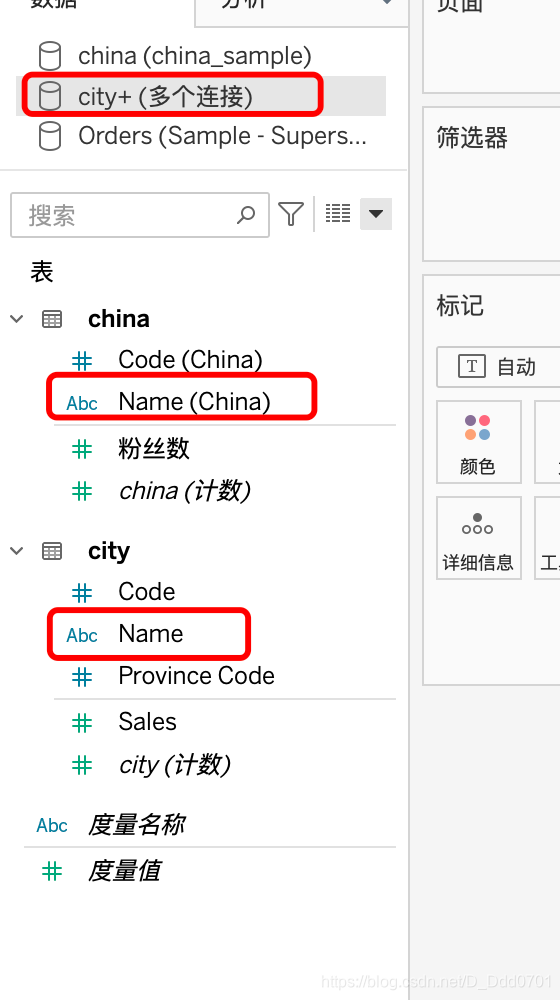 数据 分析
china (china_sample)
city+ (多个连接)
Orders (Sample - Supers...
搜索
表
china
# Code (China)
Abc Name (China)
# 粉丝数
# china (计数)
city
# Code
Abc Name
# Province Code
# Sales
# city (计数)
Abc 度量名称
# 度量值
页面
筛选器
标记
T 自动
颜色
详细信息
https://blog.csdn.net/D_Ddd0701